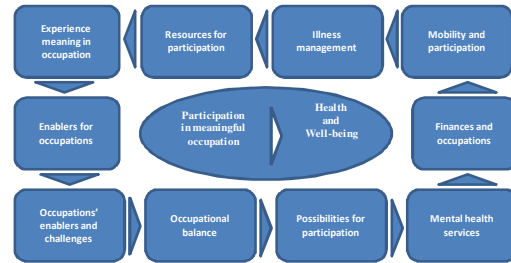 Experience
meaning in
occupation
Resources for
participation
Illness
management
Mobility and
participation
Enablers for
occupations
Participation
in meaningful
occupation
Health
and
Well-being
Finances and
occupations
Occupations'
enablers and
challenges
Occupational
balance
Possibilities for
participation
Mental health
services